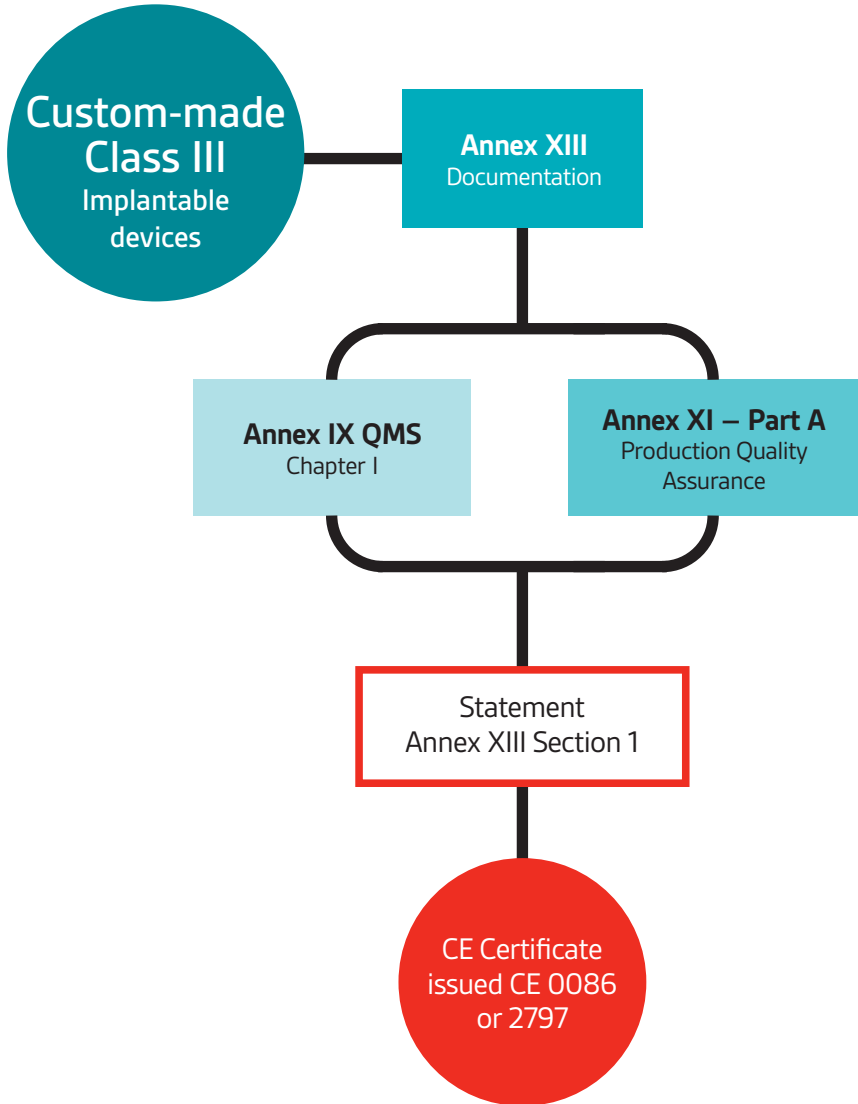 Custom-made
Class III
Implantable
devices
Annex XIII
Documentation
Annex IX QMS
Chapter I
Annex XI – Part A
Production Quality
Assurance
Statement
Annex XIII Section 1
CE Certificate
issued CE 0086
or 2797